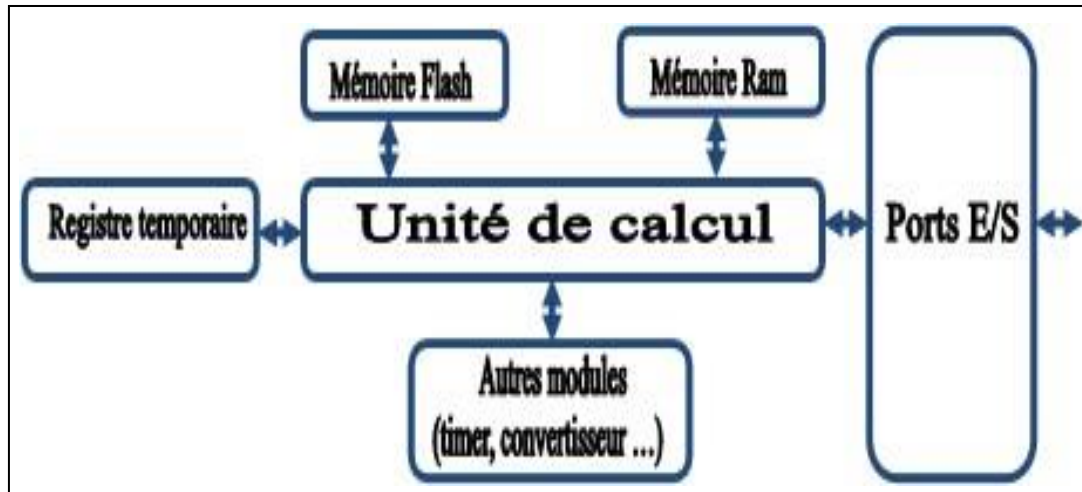 Mémoire Flash
Mémoire Ram
Registre temporaire
Unité de calcul
Ports E/S
Autres modules
(timer, convertisseur ...)